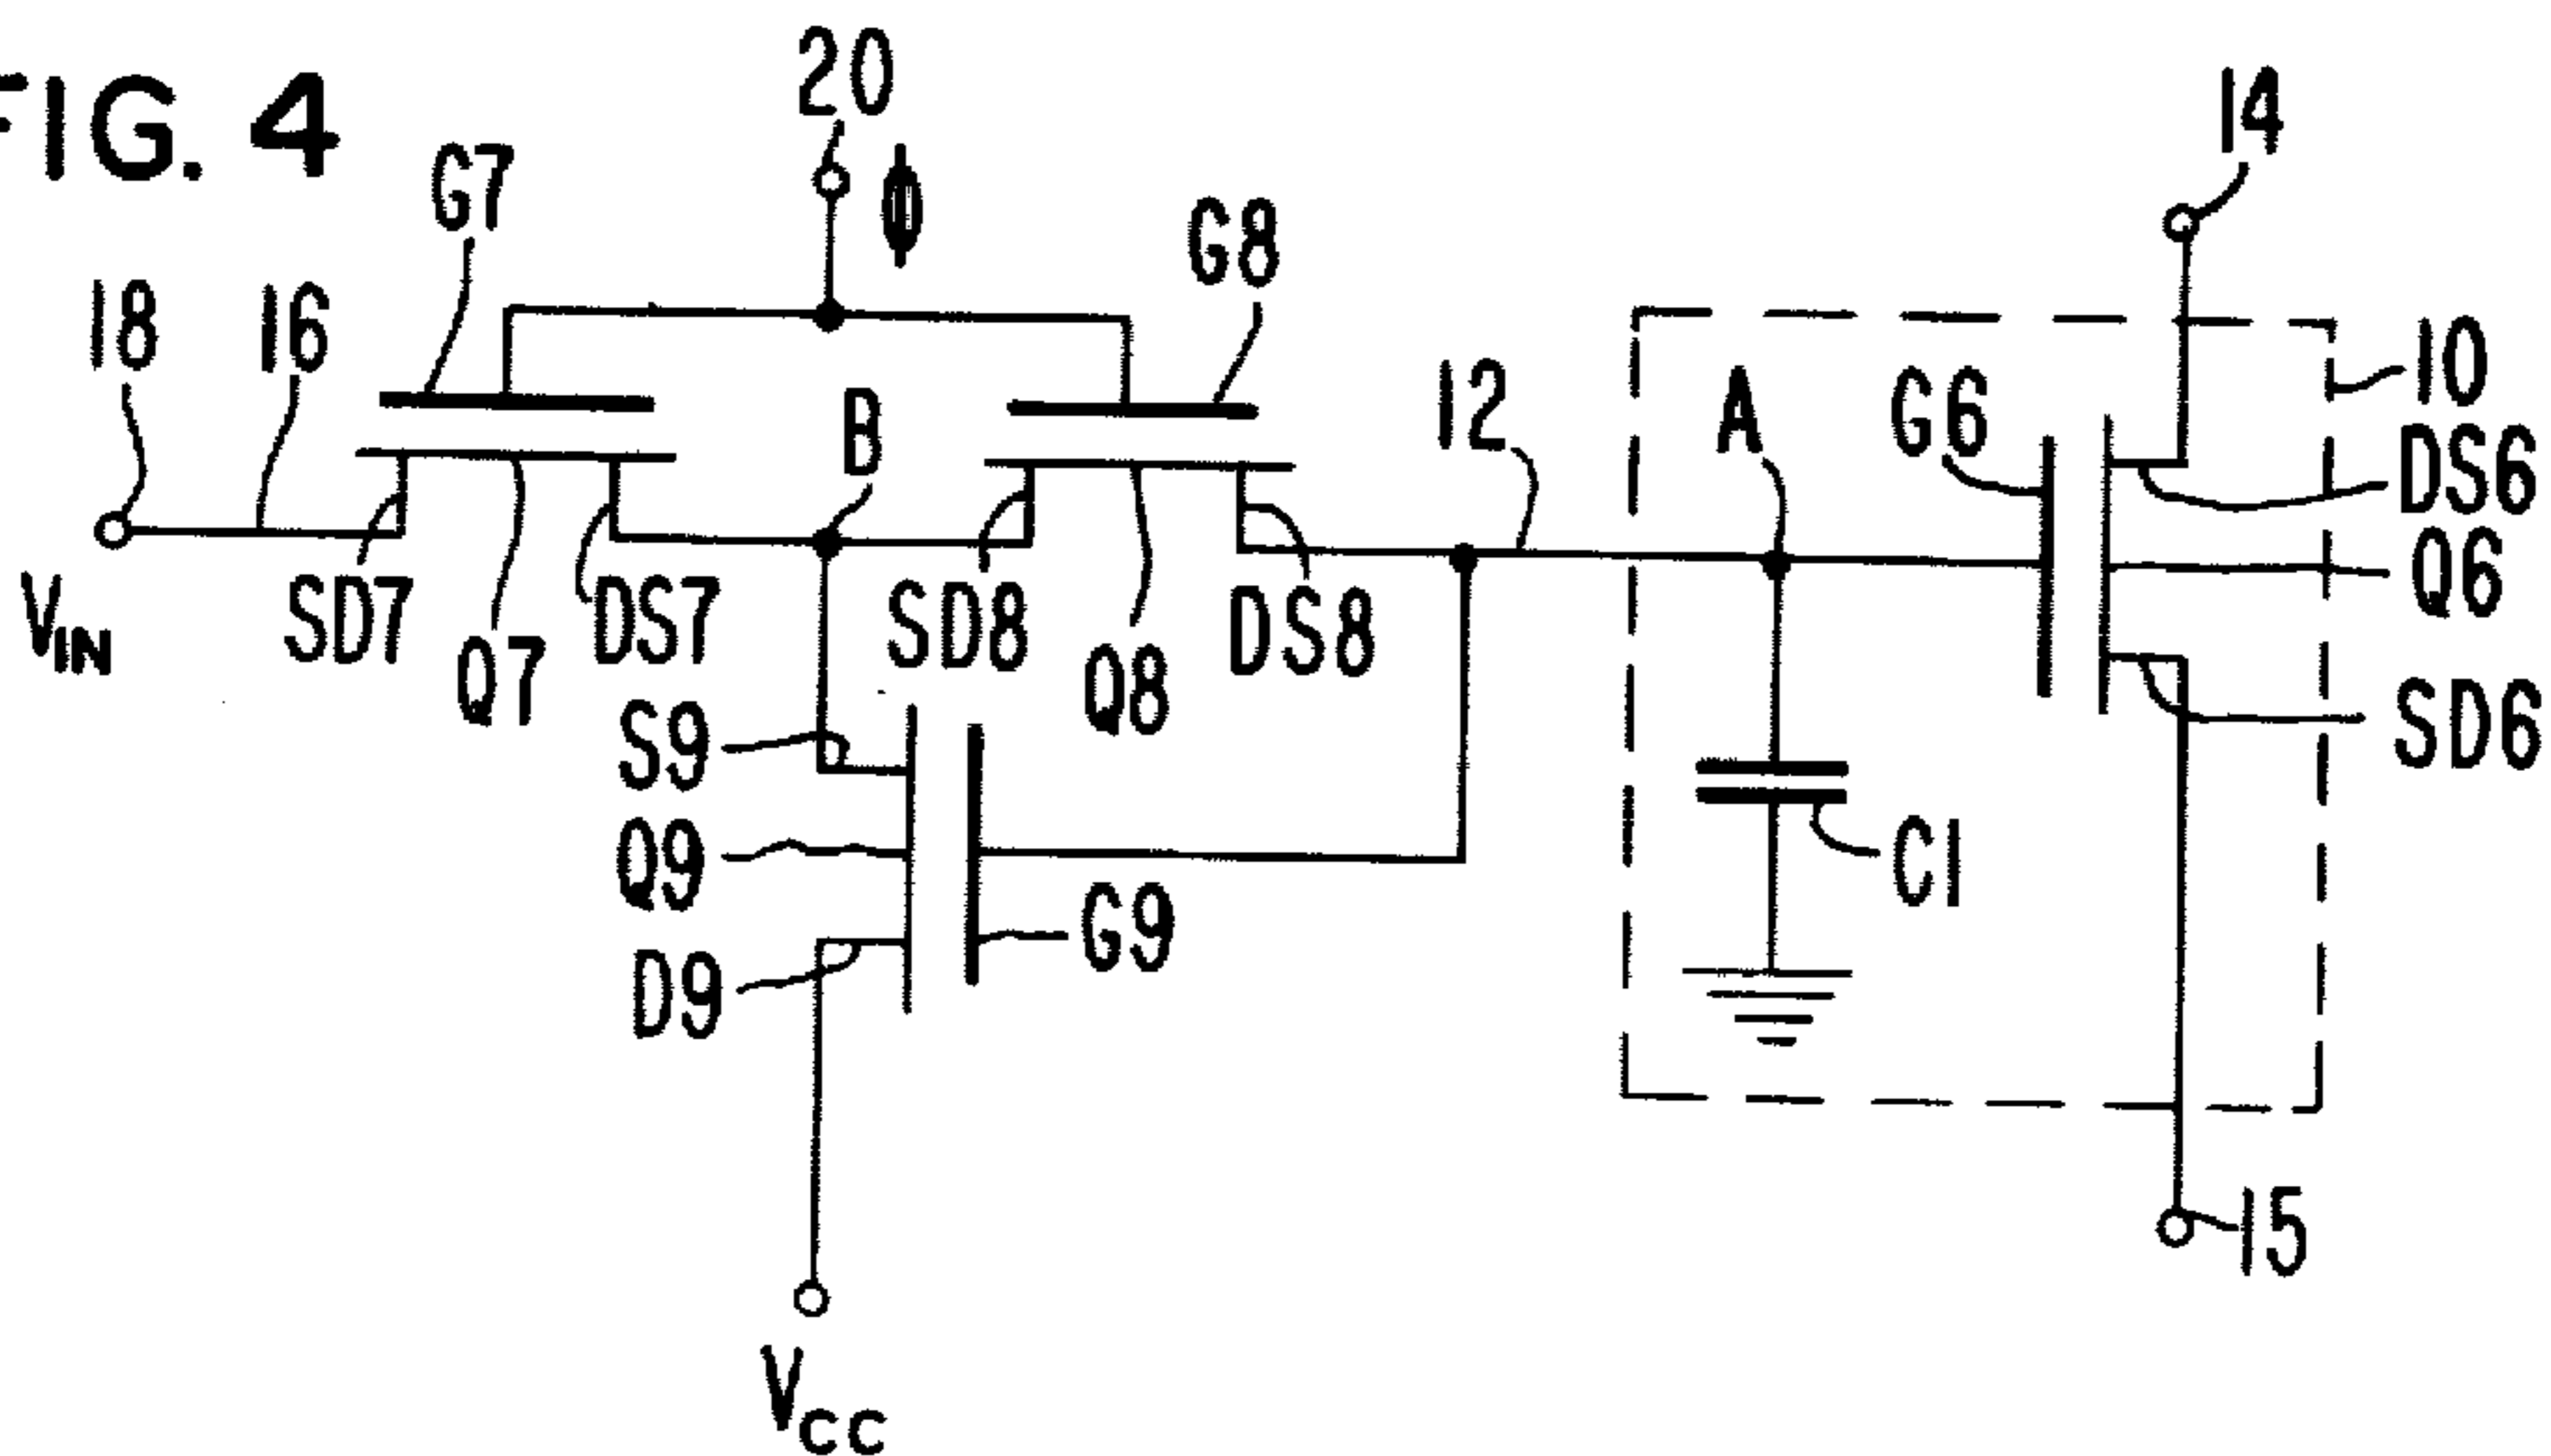 FIG. 4
20
Φ
14
G7
G8
18
16
12
A
G6
10
B
DS6
Q6
VIN
SD7
DS7
SD8
DS8
Q7
Q8
S9
SD6
Q9
C1
G9
D9
15
VCC